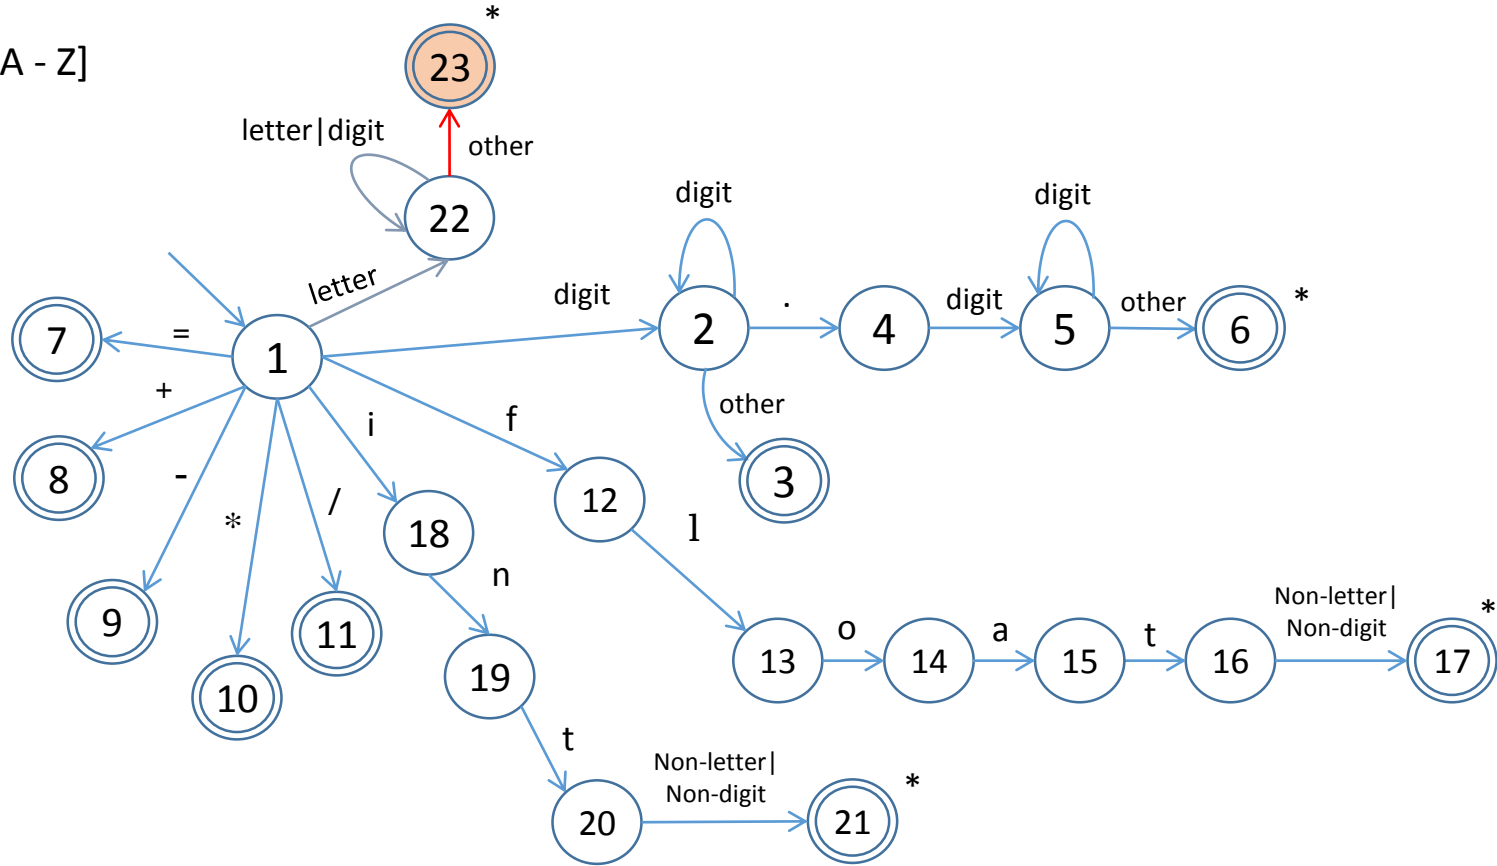 *
A - Z]
23
letter|digit
other
22
digit
digit
letter
digit
.
digit
other
*
7
=
1
2
4
5
6
+
other
i
f
8
-
3
*
/
12
18
l
n
9
11
Non-letter|
Non-digit
*
o
a
t
13
14
15
16
17
19
10
t
Non-letter|
Non-digit
*
20
21